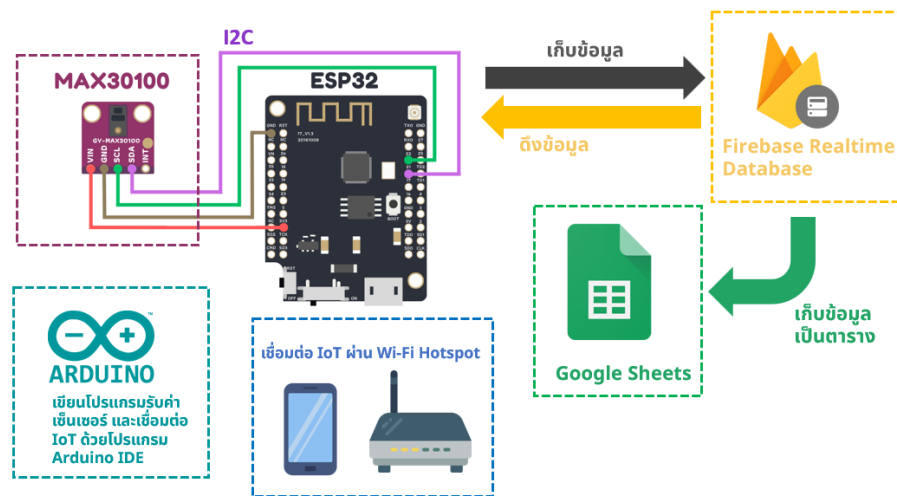 I2C
MAX30100
ESP32
GY-MAX30100
VIN
GND
SCL
SDA
INT
เก็บข้อมูล
ดึงข้อมูล
Firebase Realtime
Database
Google Sheets
เก็บข้อมูล
เป็นตาราง
ARDUINO
เขียนโปรแกรมรับค่า
เซ็นเซอร์ และเชื่อมต่อ
IoT ด้วยโปรแกรม
Arduino IDE
เชื่อมต่อ IoT ผ่าน Wi-Fi Hotspot
BOOT
OFF
ON